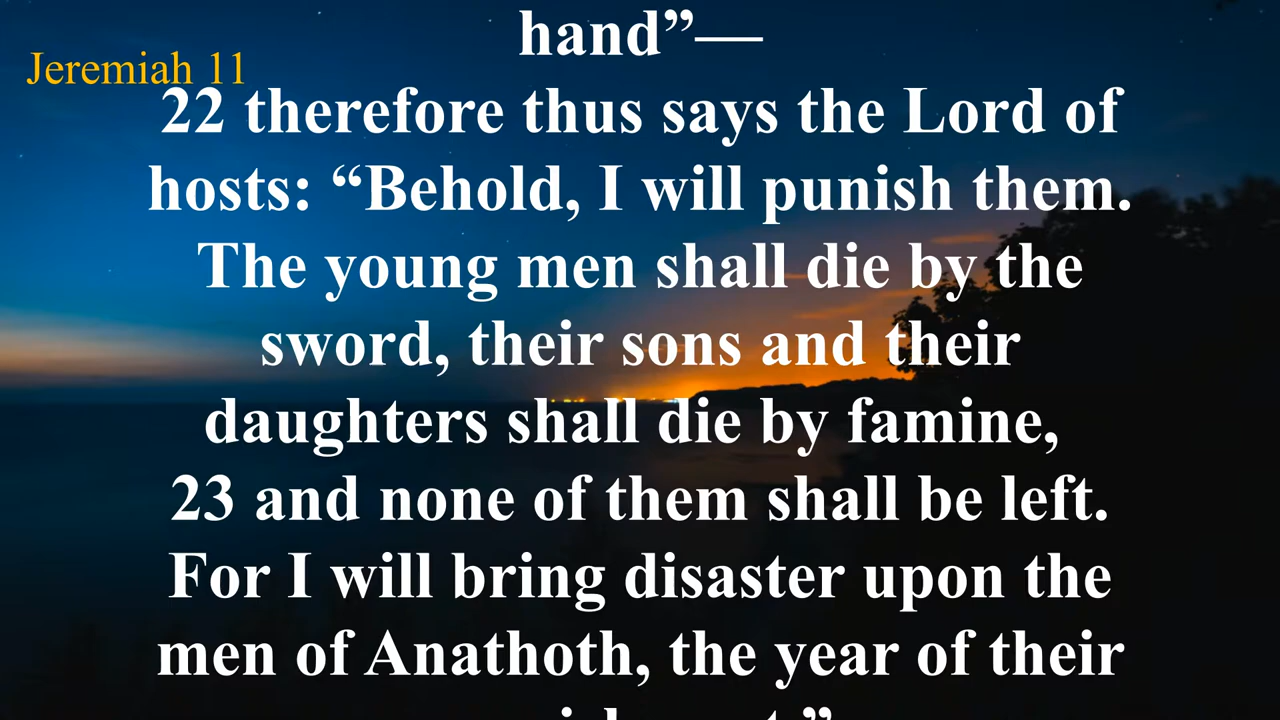 hand”—
Jeremiah 11
22 therefore thus says the Lord of
hosts: “Behold, I will punish them.
The young men shall die by the
sword, their sons and their
daughters shall die by famine,
23 and none of them shall be left.
For I will bring disaster upon the
men of Anathoth, the year of their